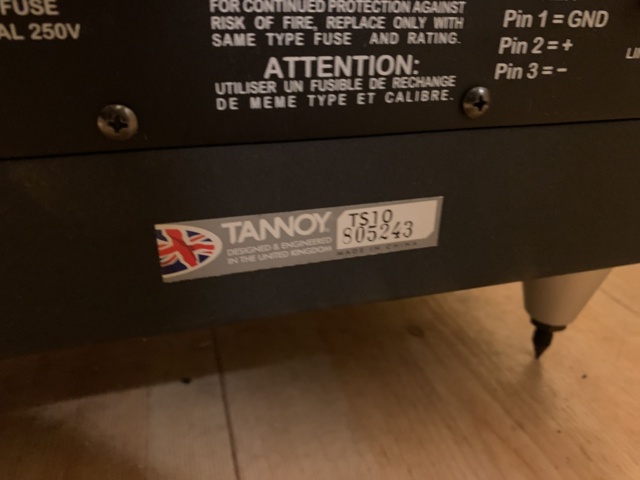 FUSE
AL 250V
FOR CONTINUED PROTECTION AGAINST
RISK OF FIRE, REPLACE ONLY WITH
SAME TYPE FUSE AND RATING.
ATTENTION:
UTILISER UN FUSIBLE DE RECHANGE
DE MEME TYPE ET CALIBRE.
Pin 1 = GND
Pin 2 = +
Pin 3 = −
TANNOY
DESIGNED & ENGINEERED
IN THE UNITED KINGDOM
TS10
805243
MADE IN CHINA